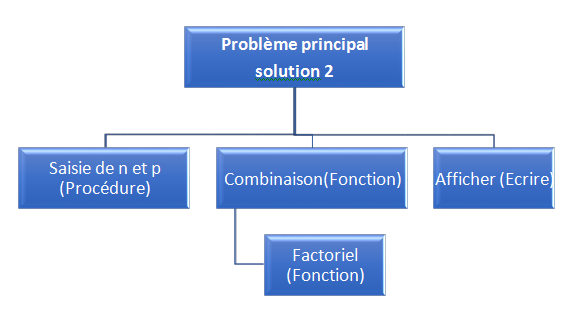 Problème principal
solution 2
Saisie de n et p
(Procédure)
Combinaison(Fonction)
Afficher (Ecrire)
Factoriel
(Fonction)